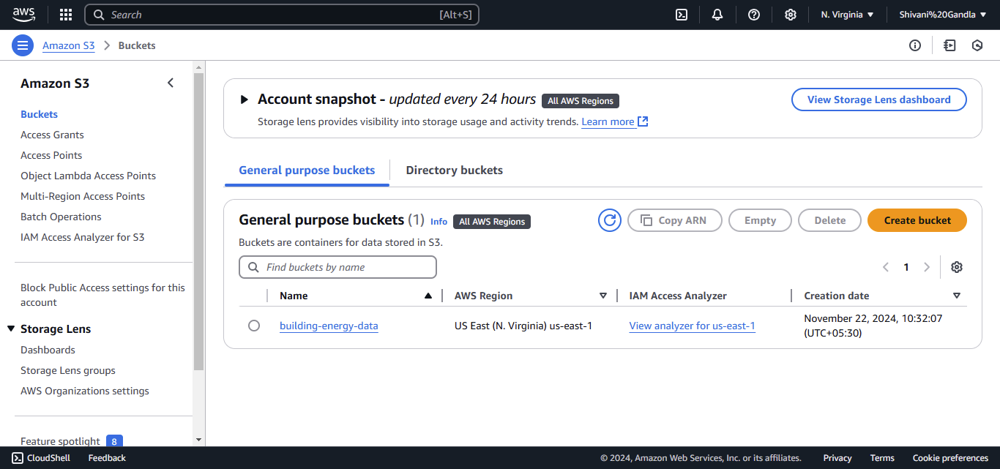 aws
Search [Alt+S]
N. Virginia
Shivani%20Gandla
Amazon S3
Buckets
Amazon S3
Buckets
Access Grants
Access Points
Object Lambda Access Points
Multi-Region Access Points
Batch Operations
IAM Access Analyzer for S3
Block Public Access settings for this
account
Storage Lens
Dashboards
Storage Lens groups
AWS Organizations settings
Feature spotlight 8
Account snapshot - updated every 24 hours All AWS Regions
View Storage Lens dashboard
Storage lens provides visibility into storage usage and activity trends. Learn more
General purpose buckets
Directory buckets
General purpose buckets (1) Info All AWS Regions
Copy ARN
Empty
Delete
Create bucket
Buckets are containers for data stored in S3.
Find buckets by name
1
Name
AWS Region
IAM Access Analyzer
Creation date
building-energy-data
US East (N. Virginia) us-east-1
View analyzer for us-east-1
November 22, 2024, 10:32:07
(UTC+05:30)
CloudShell
Feedback
© 2024, Amazon Web Services, Inc. or its affiliates.
Privacy
Terms
Cookie preferences